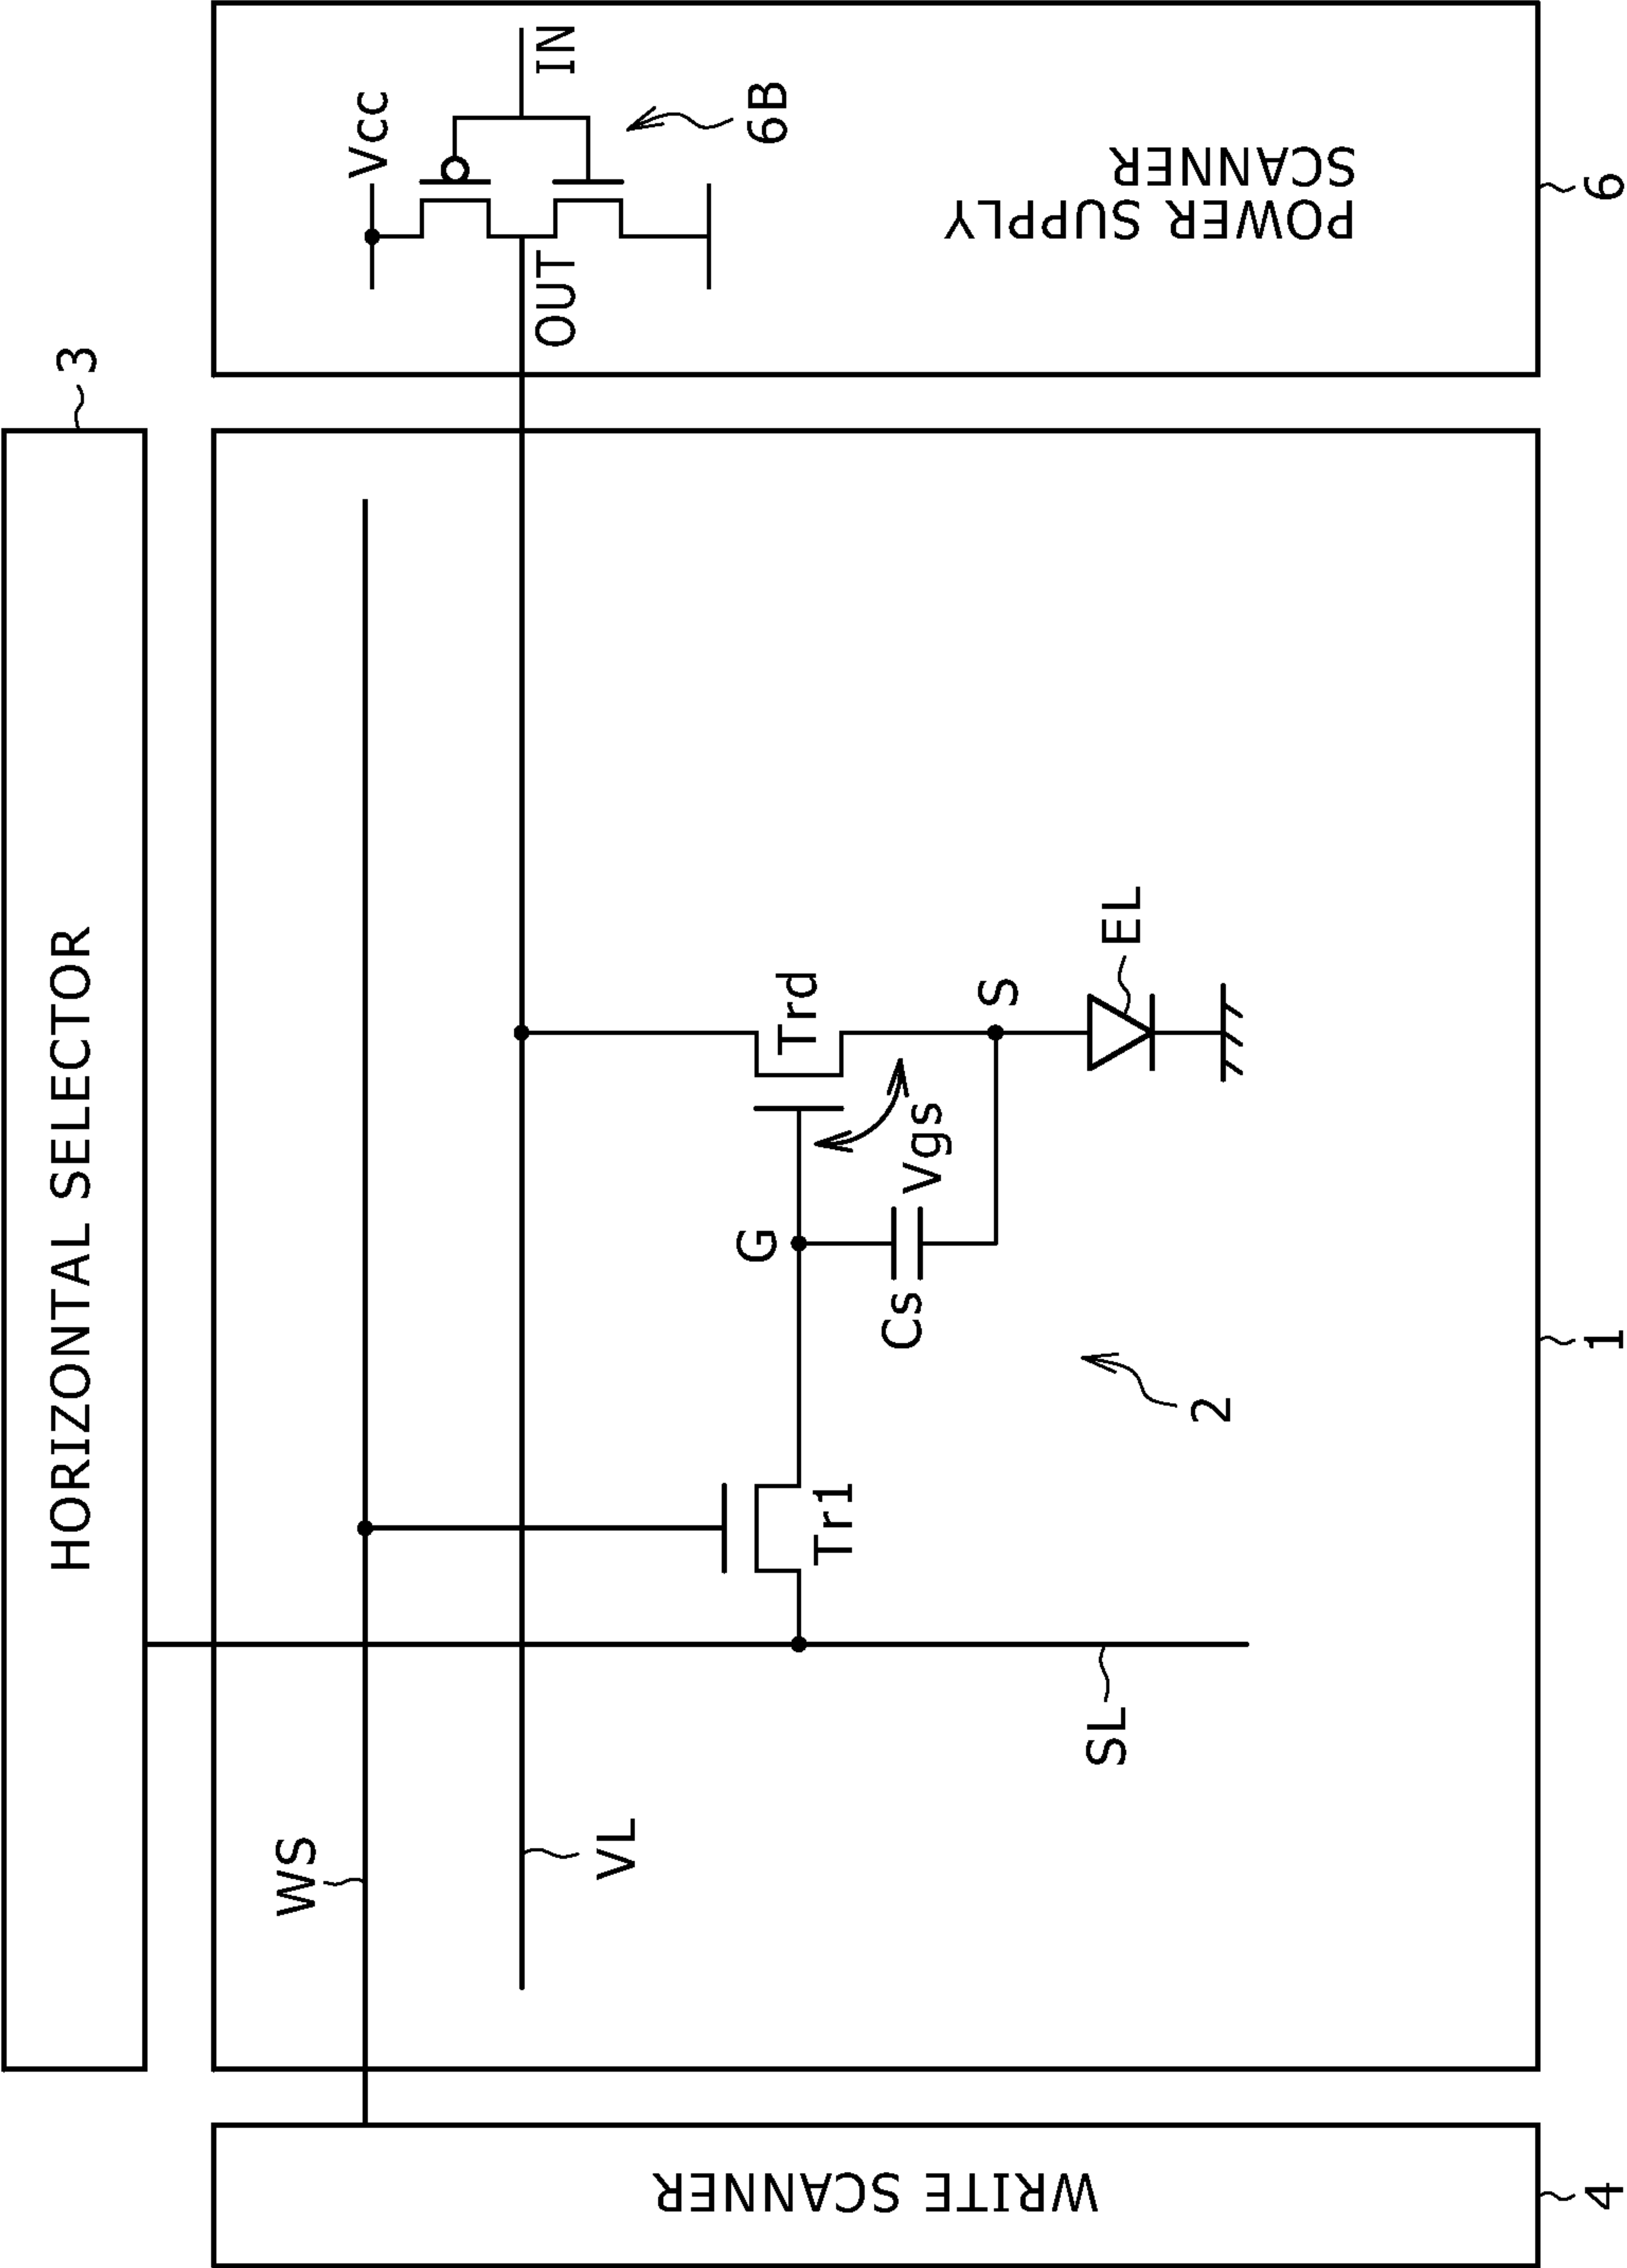 HORIZONTAL SELECTOR
3
WRITE SCANNER
4
WS
VL
SL
Tr1
G
Cs
Vgs
Trd
S
EL
2
1
Vcc
IN
OUT
6B
POWER SUPPLY
SCANNER
6